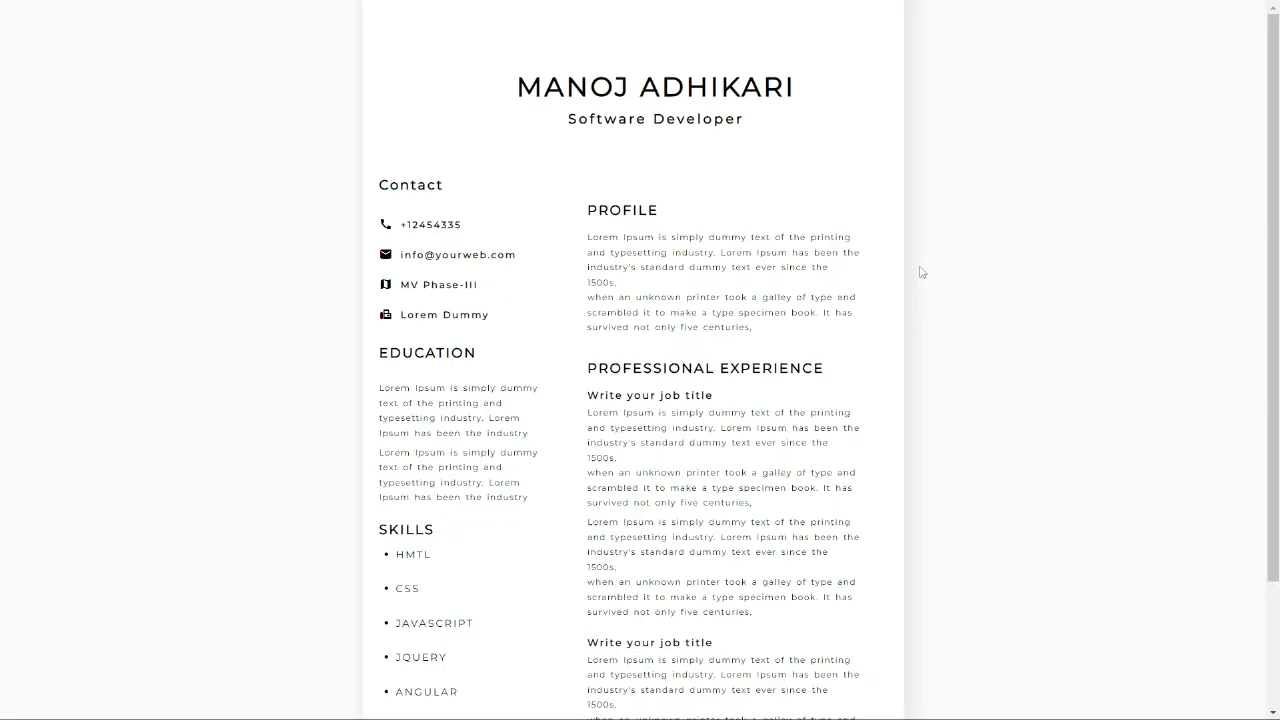 MANOJ ADHIKARI
Software Developer
Contact
+12454335
info@yourweb.com
MV Phase-III
Lorem Dummy
EDUCATION
Lorem Ipsum is simply dummy
text of the printing and
typesetting industry. Lorem
Ipsum has been the industry
Lorem Ipsum is simply dummy
text of the printing and
typesetting industry. Lorem
Ipsum has been the industry
SKILLS
• HMTL
• CSS
• JAVASCRIPT
• JQUERY
• ANGULAR
PROFILE
Lorem Ipsum is simply dummy text of the printing
and typesetting industry. Lorem Ipsum has been the
industry's standard dummy text ever since the
1500s,
when an unknown printer took a galley of type and
scrambled it to make a type specimen book. It has
survived not only five centuries,
PROFESSIONAL EXPERIENCE
Write your job title
Lorem Ipsum is simply dummy text of the printing
and typesetting industry. Lorem Ipsum has been the
industry's standard dummy text ever since the
1500s,
when an unknown printer took a galley of type and
scrambled it to make a type specimen book. It has
survived not only five centuries,
Lorem Ipsum is simply dummy text of the printing
and typesetting industry. Lorem Ipsum has been the
industry's standard dummy text ever since the
1500s,
when an unknown printer took a galley of type and
scrambled it to make a type specimen book. It has
survived not only five centuries,
Write your job title
Lorem Ipsum is simply dummy text of the printing
and typesetting industry. Lorem Ipsum has been the
industry's standard dummy text ever since the
1500s,